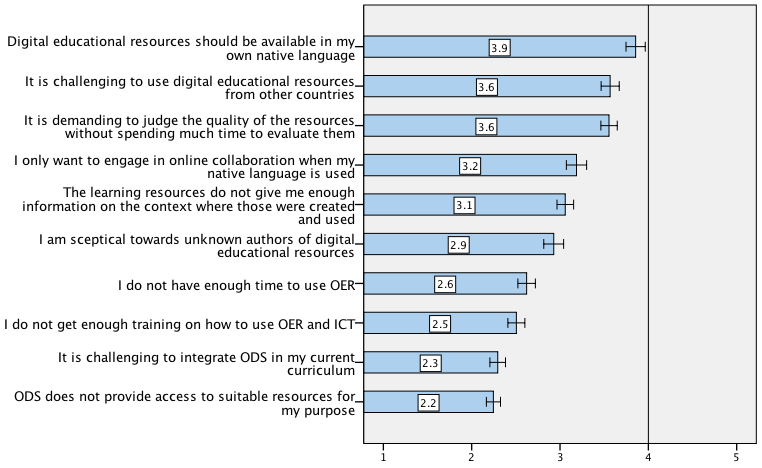 Digital educational resources should be available in my
own native language
3.9
It is challenging to use digital educational resources
from other countries
3.6
It is demanding to judge the quality of the resources
without spending much time to evaluate them
3.6
I only want to engage in online collaboration when my
native language is used
3.2
The learning resources do not give me enough
information on the context where those were created
and used
3.1
I am sceptical towards unknown authors of digital
educational resources
2.9
I do not have enough time to use OER
2.6
I do not get enough training on how to use OER and ICT
2.5
It is challenging to integrate ODS in my current
curriculum
2.3
ODS does not provide access to suitable resources for
my purpose
2.2
1 2 3 4 5